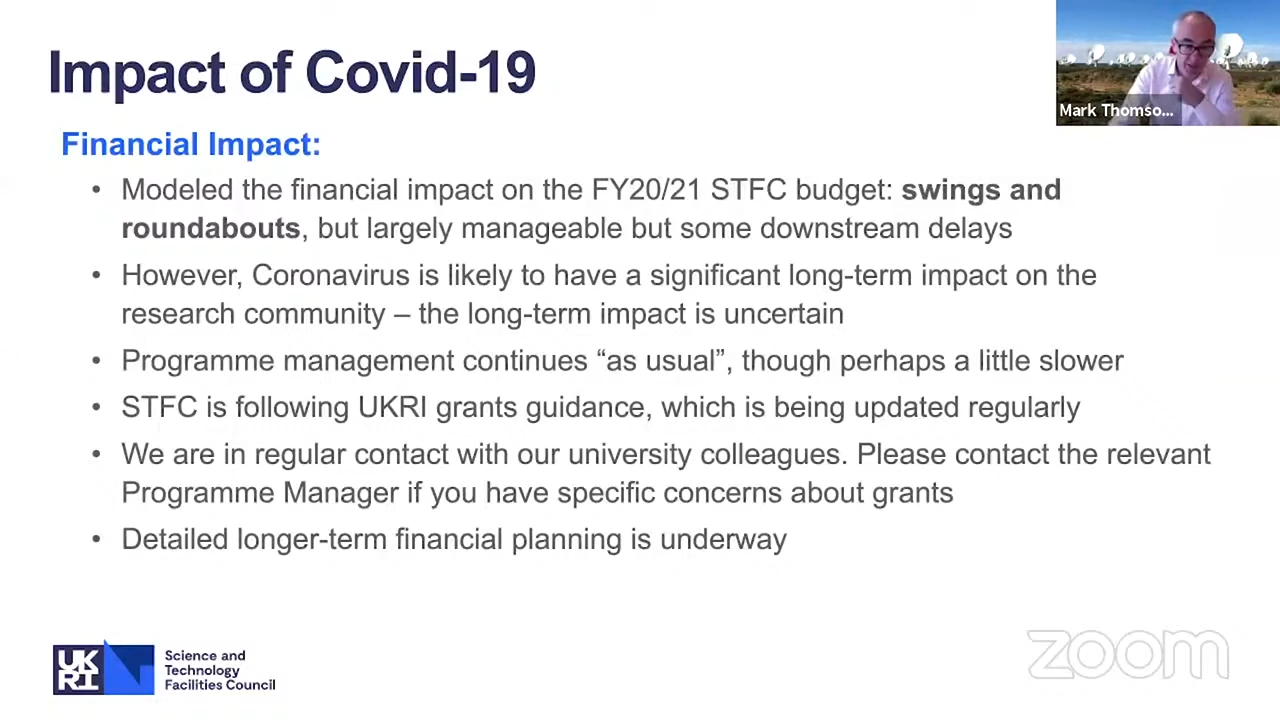 Impact of Covid-19
Mark Thomso...
Financial Impact:
• Modeled the financial impact on the FY20/21 STFC budget: swings and
roundabouts, but largely manageable but some downstream delays
• However, Coronavirus is likely to have a significant long-term impact on the
research community – the long-term impact is uncertain
• Programme management continues “as usual”, though perhaps a little slower
• STFC is following UKRI grants guidance, which is being updated regularly
• We are in regular contact with our university colleagues. Please contact the relevant
Programme Manager if you have specific concerns about grants
• Detailed longer-term financial planning is underway
UK
RI
Science and
Technology
Facilities Council
zoom